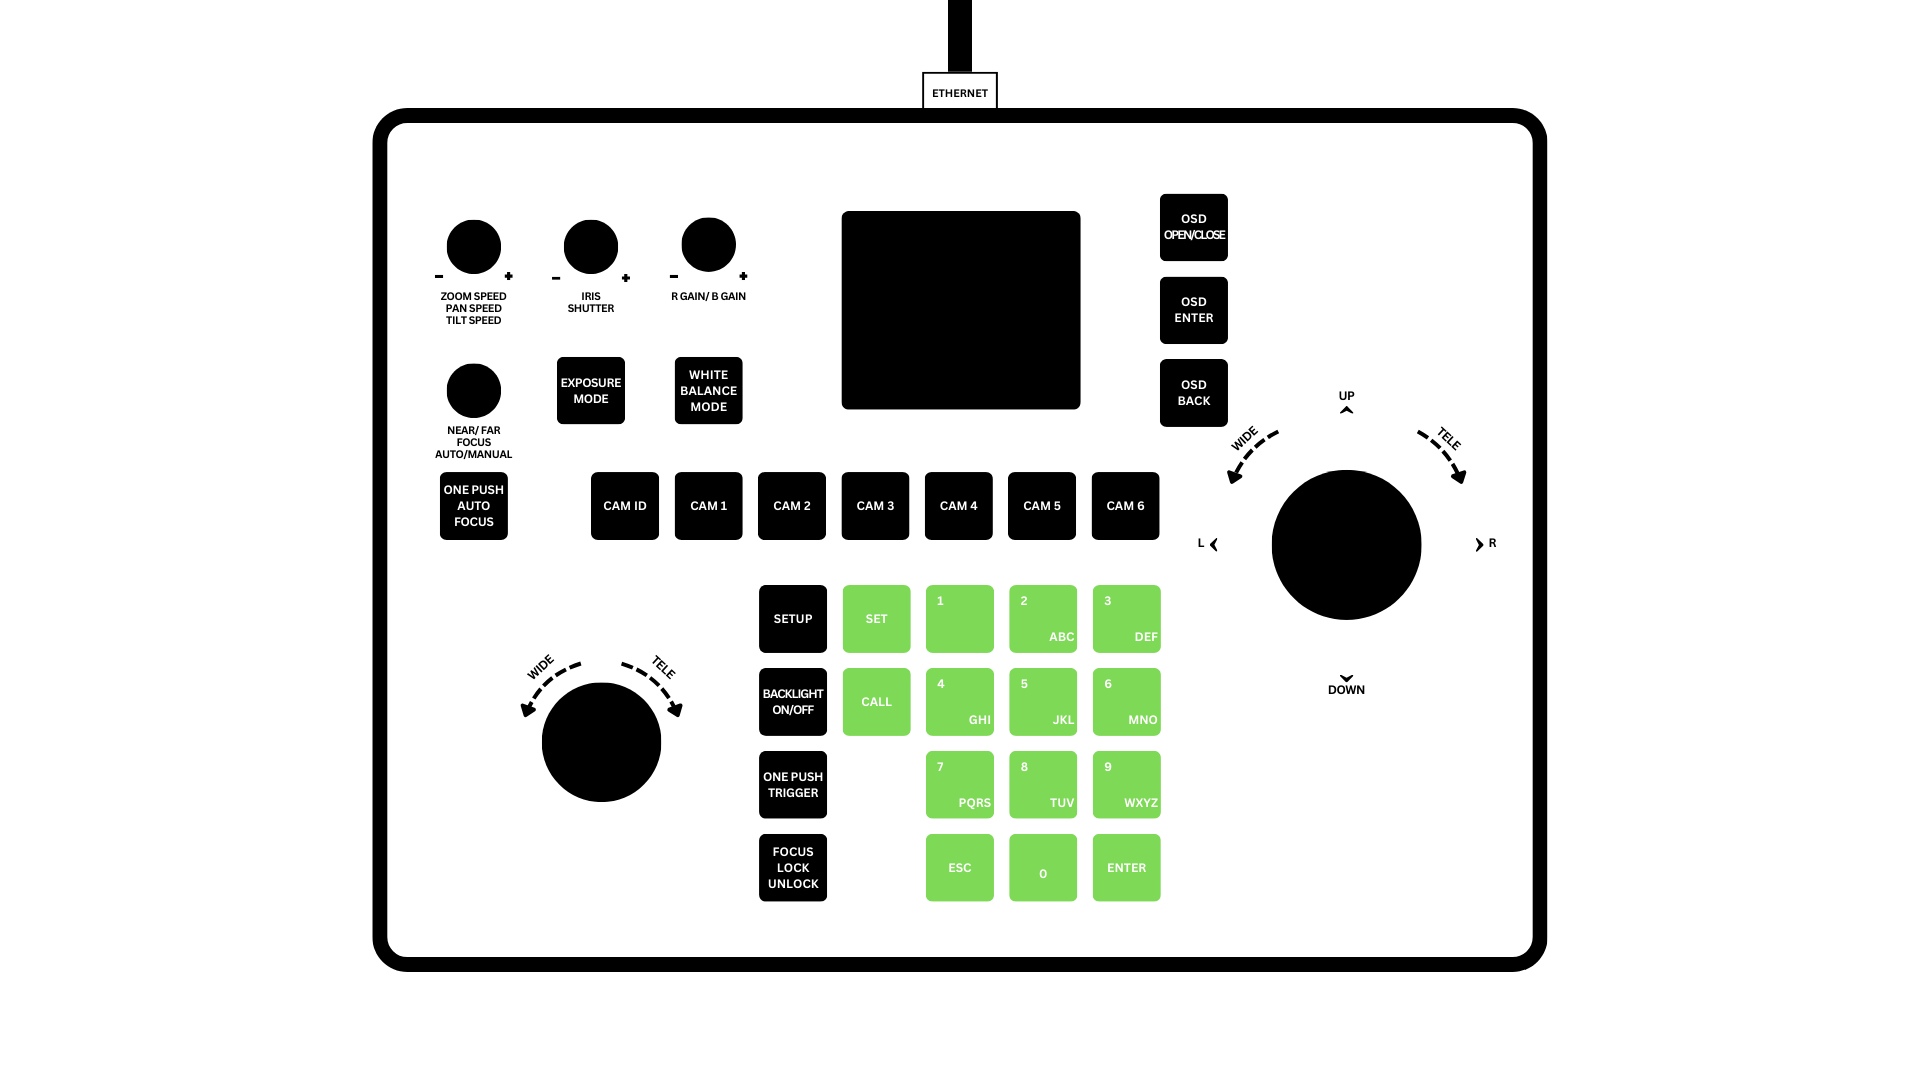 ETHERNET
- +
ZOOM SPEED
PAN SPEED
TILT SPEED
- +
IRIS
SHUTTER
- +
R GAIN/ B GAIN
OSD
OPEN/CLOSE
OSD
ENTER
OSD
BACK
NEAR/ FAR
FOCUS
AUTO/MANUAL
EXPOSURE
MODE
WHITE
BALANCE
MODE
ONE PUSH
AUTO
FOCUS
CAM ID
CAM 1
CAM 2
CAM 3
CAM 4
CAM 5
CAM 6
UP
WIDE
TELE
L
R
DOWN
WIDE
TELE
SETUP
SET
1
2
ABC
3
DEF
BACKLIGHT
ON/OFF
CALL
4
GHI
5
JKL
6
MNO
ONE PUSH
TRIGGER
7
PQRS
8
TUV
9
WXYZ
FOCUS
LOCK
UNLOCK
ESC
0
ENTER